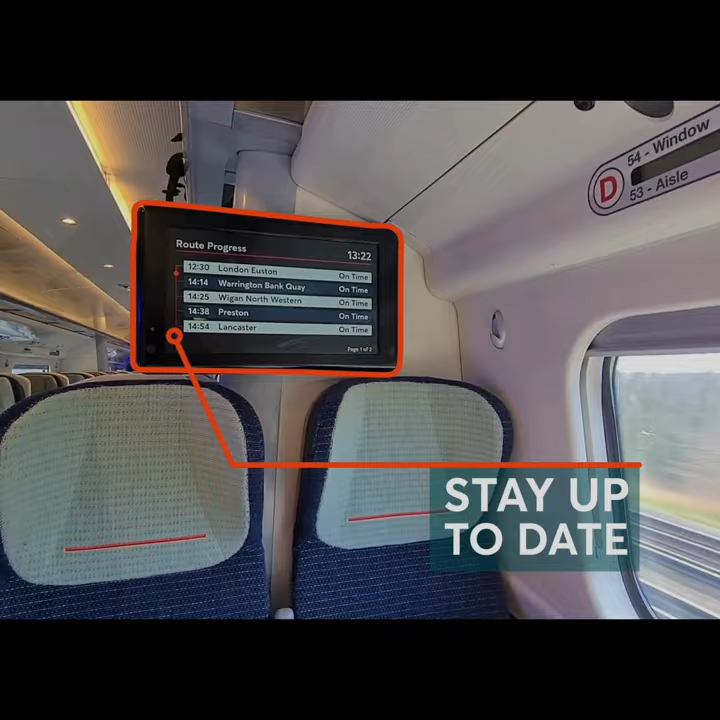 54 - Window
D
53 - Aisle
Route Progress 13:22
12:30 London Euston On Time
14:14 Warrington Bank Quay On Time
14:25 Wigan North Western On Time
14:38 Preston On Time
14:54 Lancaster On Time
Page 1 of 2
STAY UP
TO DATE